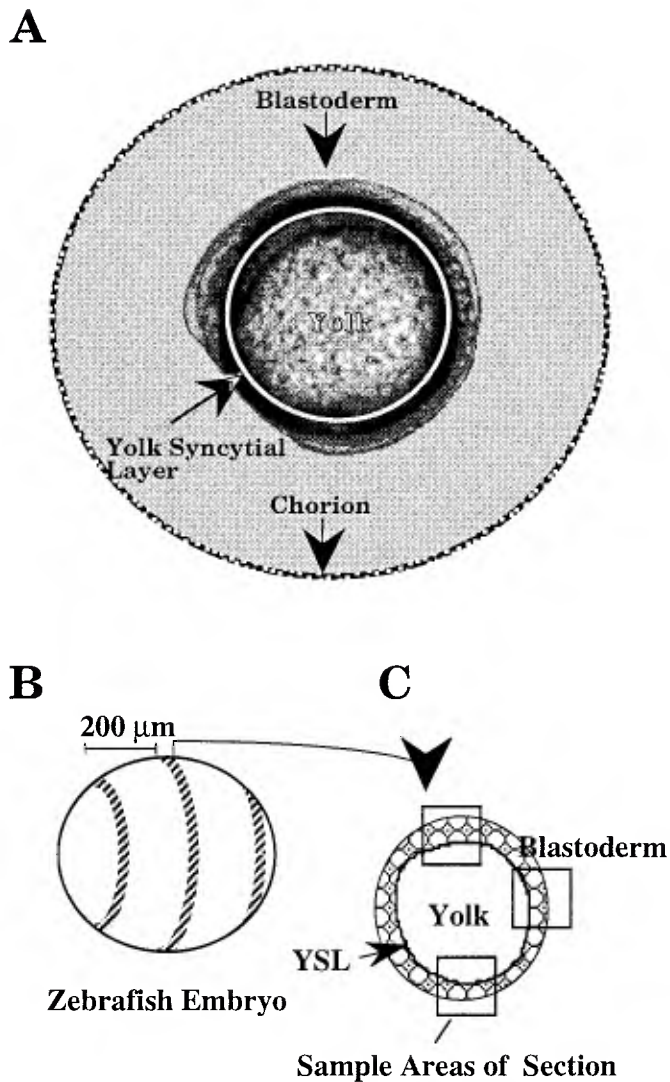 A
Blastoderm
Yolk
Yolk Syncytial
Layer
Chorion
B
C
200 µm
Blastoderm
Yolk
YSL
Zebrafish Embryo
Sample Areas of Section